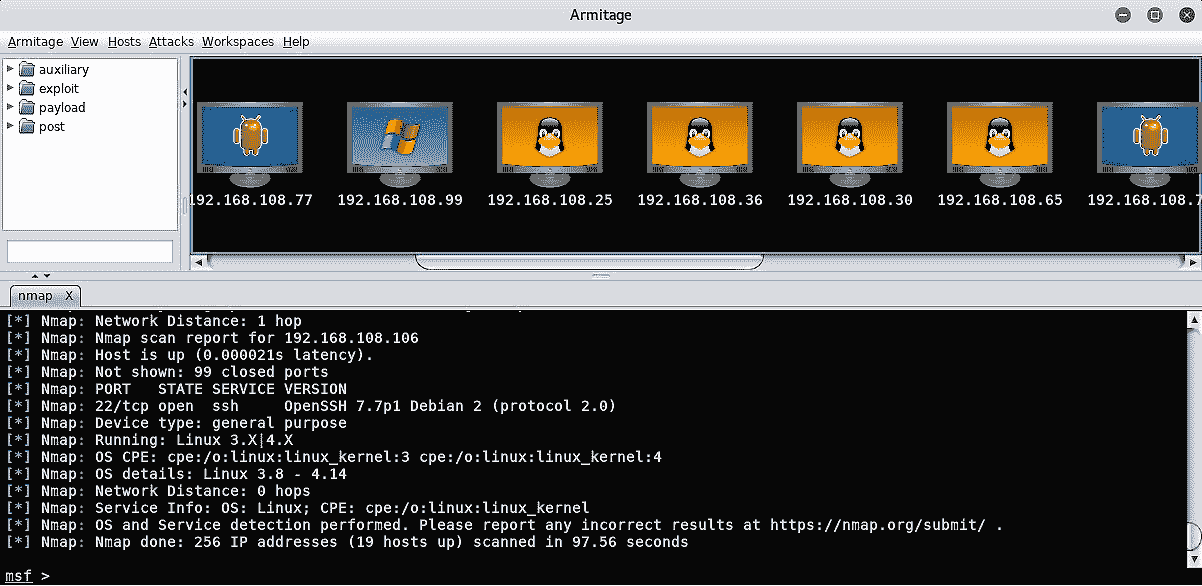 Armitage
Armitage View Hosts Attacks Workspaces Help
auxiliary
exploit
payload
post
192.168.108.77 192.168.108.99 192.168.108.25 192.168.108.36 192.168.108.30 192.168.108.65 192.168.108.7
nmap X
[*] Nmap: Network Distance: 1 hop
[*] Nmap: Nmap scan report for 192.168.108.106
[*] Nmap: Host is up (0.000021s latency).
[*] Nmap: Not shown: 99 closed ports
[*] Nmap: PORT STATE SERVICE VERSION
[*] Nmap: 22/tcp open ssh OpenSSH 7.7p1 Debian 2 (protocol 2.0)
[*] Nmap: Device type: general purpose
[*] Nmap: Running: Linux 3.X|4.X
[*] Nmap: OS CPE: cpe:/o:linux:linux_kernel:3 cpe:/o:linux:linux_kernel:4
[*] Nmap: OS details: Linux 3.8 - 4.14
[*] Nmap: Network Distance: 0 hops
[*] Nmap: Service Info: OS: Linux; CPE: cpe:/o:linux:linux_kernel
[*] Nmap: OS and Service detection performed. Please report any incorrect results at https://nmap.org/submit/ .
[*] Nmap: Nmap done: 256 IP addresses (19 hosts up) scanned in 97.56 seconds
msf >